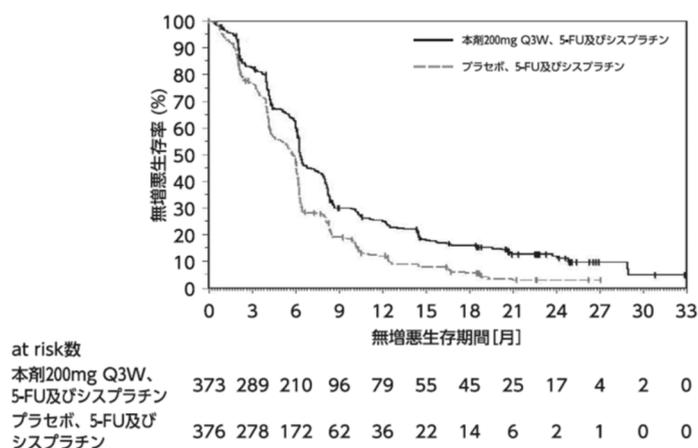 100
90
80
70
60
50
40
30
20
10
0
無増悪生存率 (%)
本剤200mg Q3W、5-FU及びシスプラチン
プラセボ、5-FU及びシスプラチン
0 3 6 9 12 15 18 21 24 27 30 33
無増悪生存期間[月]
at risk数
本剤200mg Q3W、
5-FU及びシスプラチン
373 289 210 96 79 55 45 25 17 4 2 0
プラセボ、5-FU及び
シスプラチン
376 278 172 62 36 22 14 6 2 1 0 0